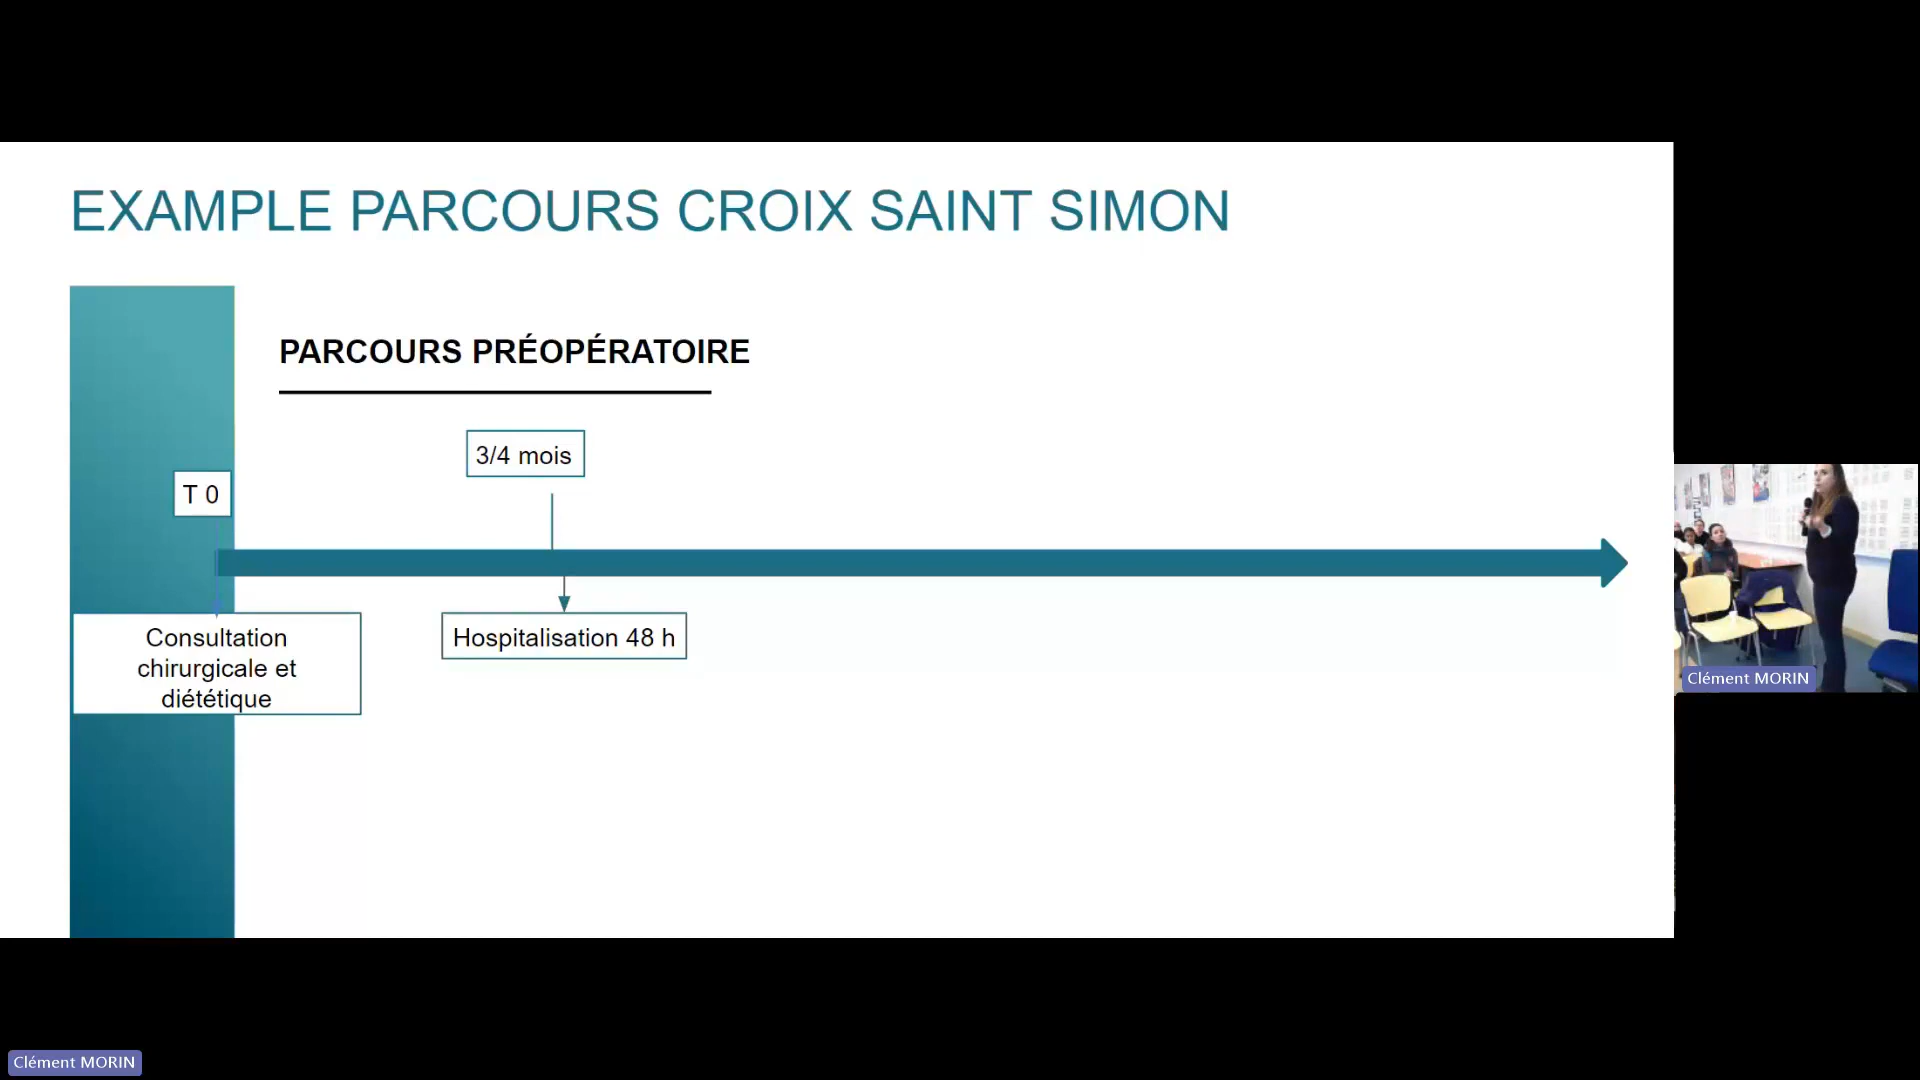 EXAMPLE PARCOURS CROIX SAINT SIMON
PARCOURS PRÉOPÉRATOIRE
3/4 mois
T 0
Consultation
chirurgicale et
diététique
Hospitalisation 48 h
Clément MORIN
Clément MORIN